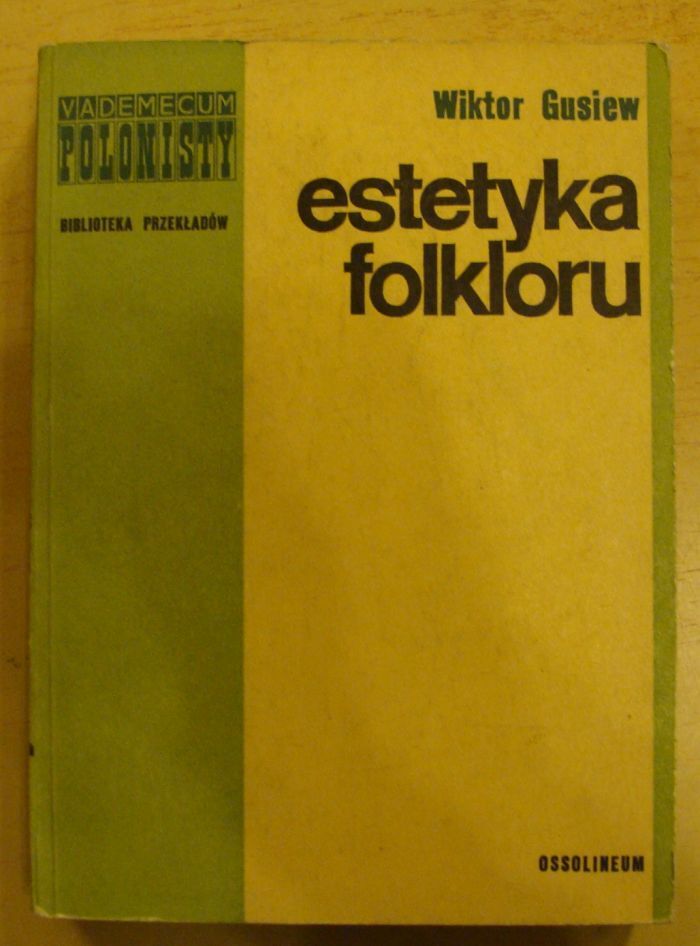 VADEMECUM
POLONISTY
BIBLIOTEKA PRZEKŁADÓW
Wiktor Gusiew
estetyka
folkloru
OSSOLINEUM